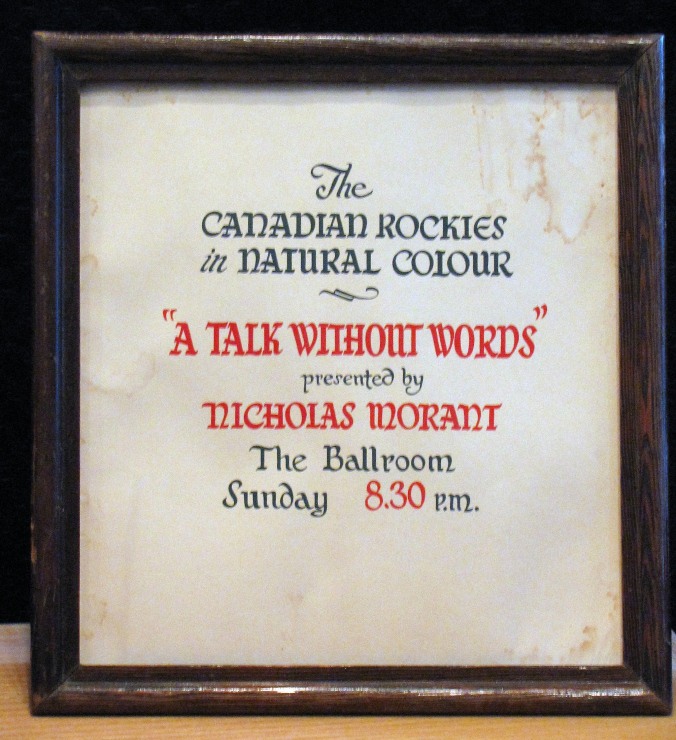 The
CANADIAN ROCKIES
in NATURAL COLOUR
"A TALK WITHOUT WORDS"
presented by
NICHOLAS MORANT
The Ballroom
Sunday 8.30 P.M.